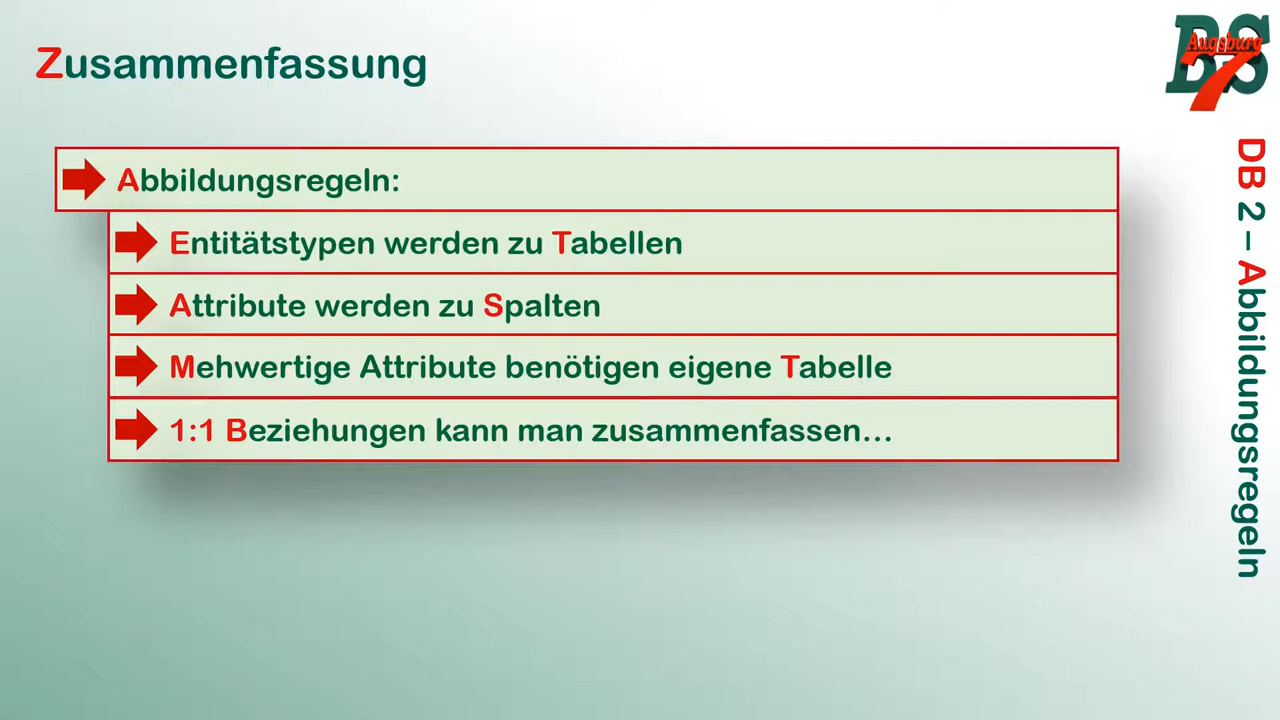 Zusammenfassung
Abbildungsregeln:
Entitätstypen werden zu Tabellen
Attribute werden zu Spalten
Mehwertige Attribute benötigen eigene Tabelle
1:1 Beziehungen kann man zusammenfassen...
BS
Augsburg
7
DB 2 – Abbildungsregeln